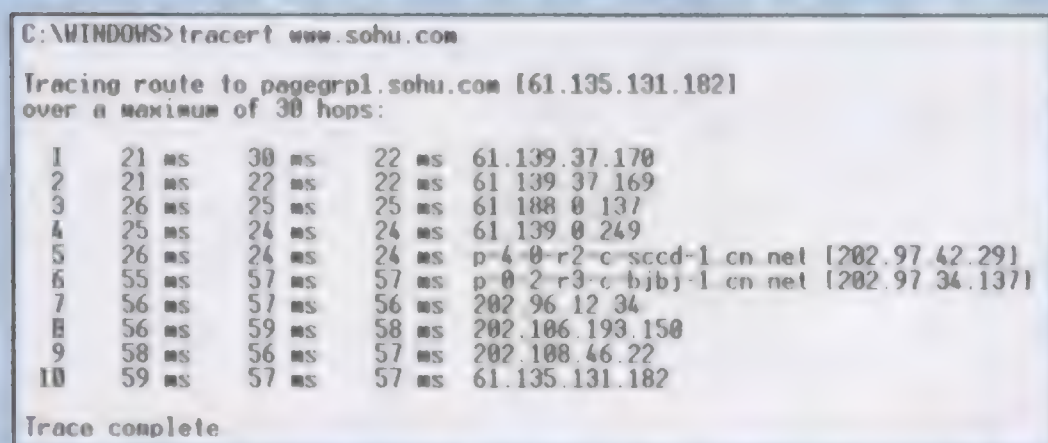 C:\WINDOWS>tracert www.sohu.com
Tracing route to pagegrp1.sohu.com [61.135.131.182]
over a maximum of 30 hops:
1 21 ms 30 ms 22 ms 61.139.37.170
2 21 ms 22 ms 22 ms 61 139 37 169
3 26 ms 25 ms 25 ms 61 188 0 137
4 25 ms 24 ms 24 ms 61 139 0 249
5 26 ms 24 ms 24 ms p-4-0-r2-c sccd-1 cn net [202.97 42.29]
6 55 ms 57 ms 57 ms p-0 2 r3-c bjbj-1 cn net [202.97 34.137]
7 56 ms 57 ms 56 ms 202 96 12 34
8 56 ms 59 ms 58 ms 202.106.193.150
9 58 ms 56 ms 57 ms 202.108.46.22
10 59 ms 57 ms 57 ms 61.135.131.182
Trace complete